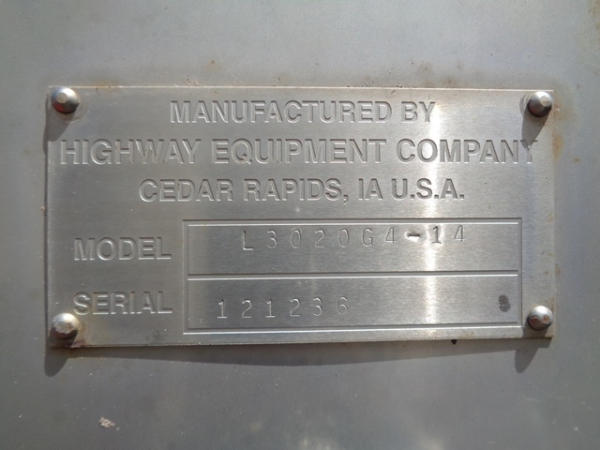 MANUFACTURED BY
HIGHWAY EQUIPMENT COMPANY
CEDAR RAPIDS, IA U.S.A.
MODEL L3020G4-14
SERIAL 121236